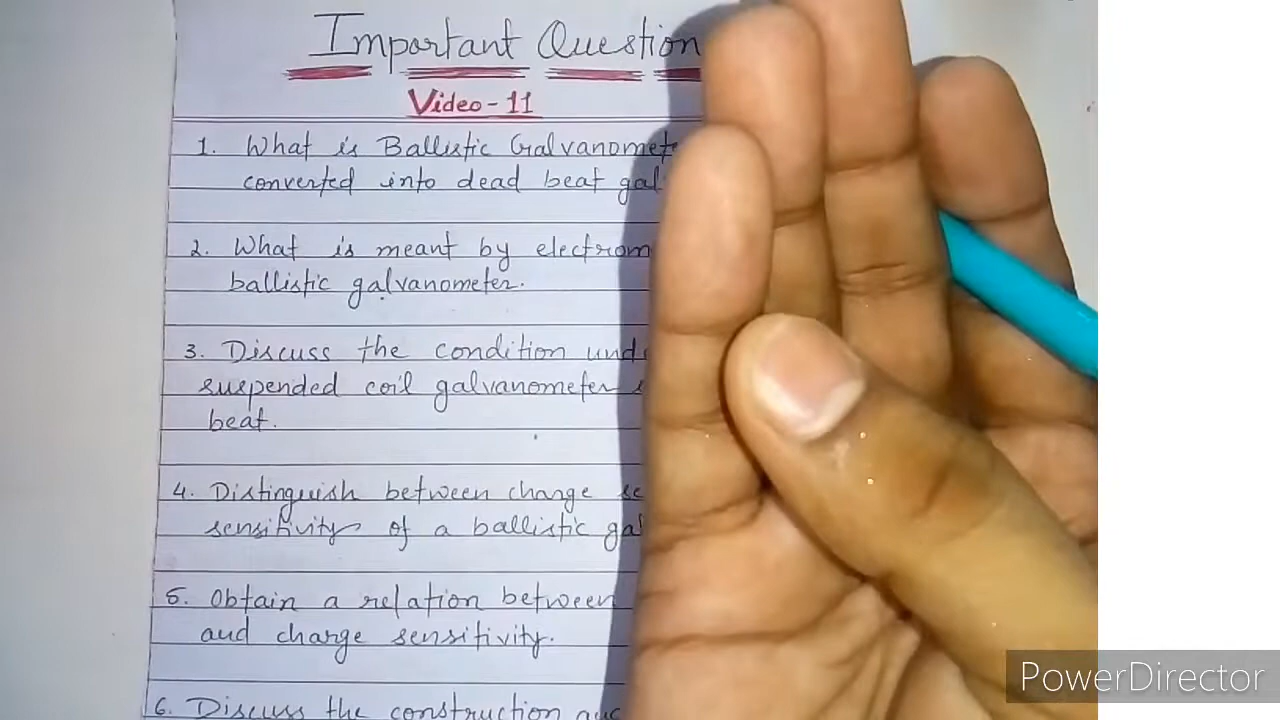 Important Question
Video-11
1. What is Ballistic Galvanomete
converted into dead beat gal
2. What is meant by electrom
ballistic galvanometer.
3. Discuss the condition und
suspended coil galvanometer
beat.
4. Distinguish between charge se
sensitivity of a ballistic gal
5. Obtain a relation between
and charge sensitivity.
6. Discuss the construction
PowerDirector